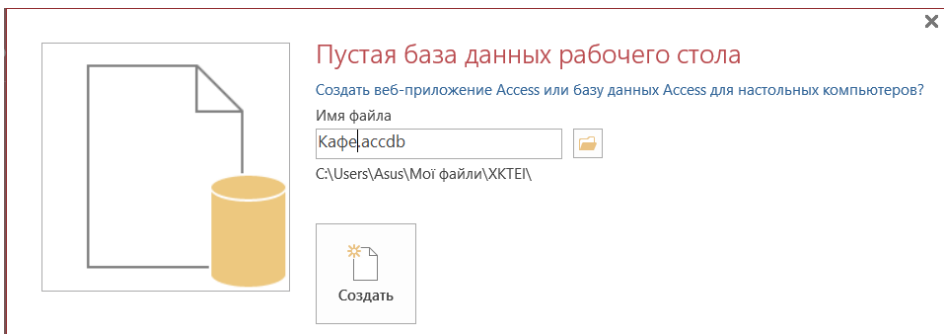 Пустая база данных рабочего стола
Создать веб-приложение Access или базу данных Access для настольных компьютеров?
Имя файла
Кафе.accdb
C:\Users\Asus\Мої файли\ХКТЕІ\
Создать